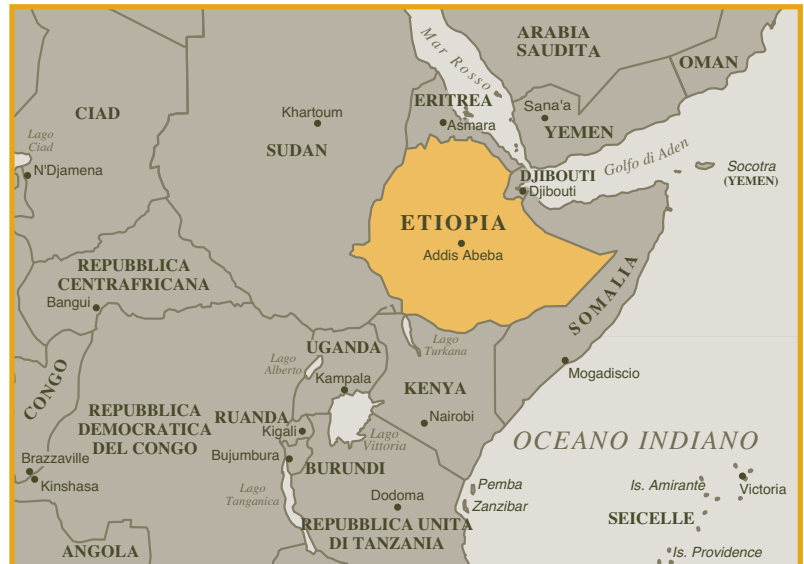 ARABIA
SAUDITA
OMAN
Mar Rosso
ERITREA
Sana'a
CIAD
Khartoum
Asmara
YEMEN
Lago
Ciad
SUDAN
Golfo di Aden
N'Djamena
DJIBOUTI
Djibouti
Socotra
(YEMEN)
ETIOPIA
Addis Abeba
REPUBBLICA
CENTRAFRICANA
Bangui
SOMALIA
UGANDA
Lago
Turkana
Lago
Alberto
Kampala
Mogadiscio
CONGO
KENYA
REPUBBLICA
DEMOCRATICA
DEL CONGO
RUANDA
Kigali
Nairobi
Lago
Vittoria
OCEANO INDIANO
Brazzaville
Kinshasa
Bujumbura
BURUNDI
Lago
Tanganica
Dodoma
Pemba
Zanzibar
Is. Amirante
Victoria
SEICELLE
REPUBBLICA UNITA
DI TANZANIA
ANGOLA
Is. Providence